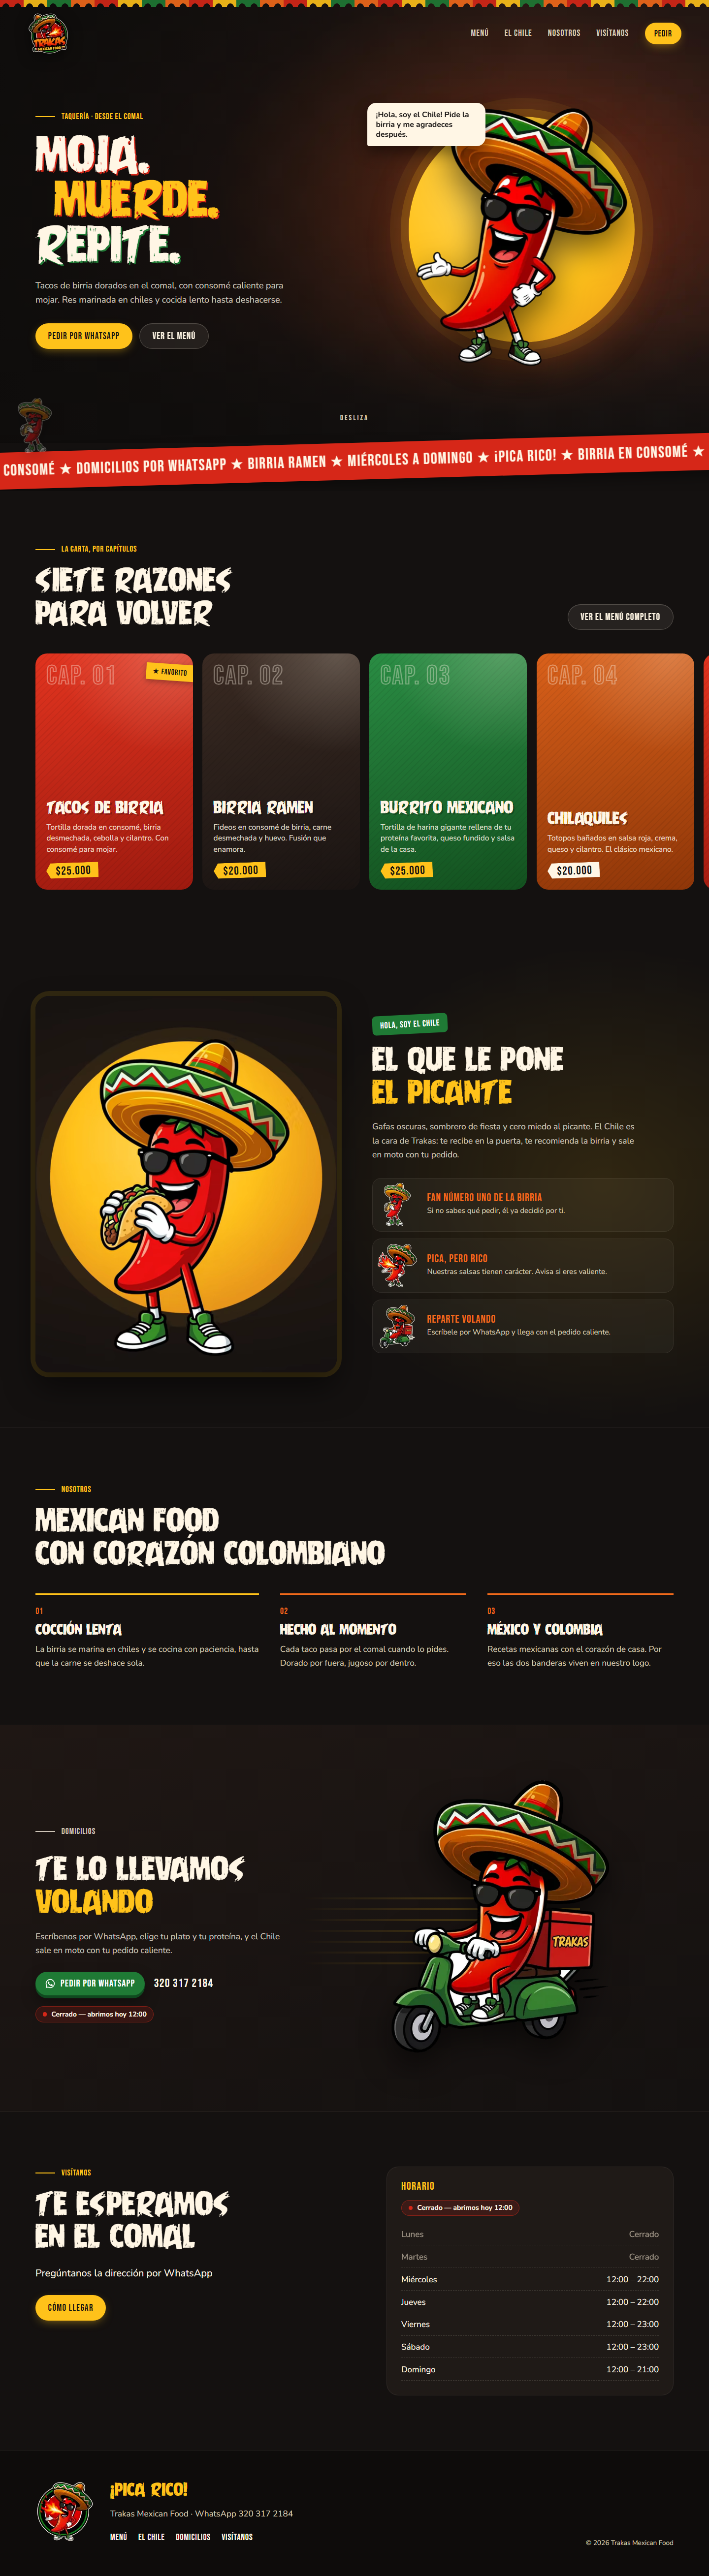 TRAKAS
MEXICAN FOOD
MENÚ
EL CHILE
NOSOTROS
VISÍTANOS
PEDIR
TAQUERÍA · DESDE EL COMAL
MOJA.
MUERDE.
REPITE.
¡Hola, soy el Chile! Pide la
birria y me agradeces
después.
Tacos de birria dorados en el comal, con consomé caliente para
mojar. Res marinada en chiles y cocida lento hasta deshacerse.
PEDIR POR WHATSAPP
VER EL MENÚ
DESLIZA
CONSOMÉ ★ DOMICILIOS POR WHATSAPP ★ BIRRIA RAMEN ★ MIÉRCOLES A DOMINGO ★ ¡PICA RICO! ★ BIRRIA EN CONSOMÉ ★
LA CARTA, POR CAPÍTULOS
SIETE RAZONES
PARA VOLVER
VER EL MENÚ COMPLETO
CAP. 01
★ FAVORITO
TACOS DE BIRRIA
Tortilla dorada en consomé, birria
desmechada, cebolla y cilantro. Con
consomé para mojar.
$25.000
CAP. 02
BIRRIA RAMEN
Fideos en consomé de birria, carne
desmechada y huevo. Fusión que
enamora.
$20.000
CAP. 03
BURRITO MEXICANO
Tortilla de harina gigante rellena de tu
proteína favorita, queso fundido y salsa
de la casa.
$25.000
CAP. 04
CHILAQUILES
Totopos bañados en salsa roja, crema,
queso y cilantro. El clásico mexicano.
$20.000
HOLA, SOY EL CHILE
EL QUE LE PONE
EL PICANTE
Gafas oscuras, sombrero de fiesta y cero miedo al picante. El Chile es
la cara de Trakas: te recibe en la puerta, te recomienda la birria y sale
en moto con tu pedido.
FAN NÚMERO UNO DE LA BIRRIA
Si no sabes qué pedir, él ya decidió por ti.
PICA, PERO RICO
Nuestras salsas tienen carácter. Avisa si eres valiente.
REPARTE VOLANDO
Escríbele por WhatsApp y llega con el pedido caliente.
NOSOTROS
MEXICAN FOOD
CON CORAZÓN COLOMBIANO
01
COCCIÓN LENTA
La birria se marina en chiles y se cocina con paciencia, hasta
que la carne se deshace sola.
02
HECHO AL MOMENTO
Cada taco pasa por el comal cuando lo pides.
Dorado por fuera, jugoso por dentro.
03
MÉXICO Y COLOMBIA
Recetas mexicanas con el corazón de casa. Por
eso las dos banderas viven en nuestro logo.
DOMICILIOS
TE LO LLEVAMOS
VOLANDO
Escríbenos por WhatsApp, elige tu plato y tu proteína, y el Chile
sale en moto con tu pedido caliente.
PEDIR POR WHATSAPP
320 317 2184
Cerrado — abrimos hoy 12:00
TRAKAS
VISÍTANOS
TE ESPERAMOS
EN EL COMAL
Pregúntanos la dirección por WhatsApp
CÓMO LLEGAR
HORARIO
Cerrado — abrimos hoy 12:00
Lunes Cerrado
Martes Cerrado
Miércoles 12:00 – 22:00
Jueves 12:00 – 22:00
Viernes 12:00 – 23:00
Sábado 12:00 – 23:00
Domingo 12:00 – 21:00
¡PICA RICO!
Trakas Mexican Food · WhatsApp 320 317 2184
MENÚ
EL CHILE
DOMICILIOS
VISÍTANOS
© 2026 Trakas Mexican Food